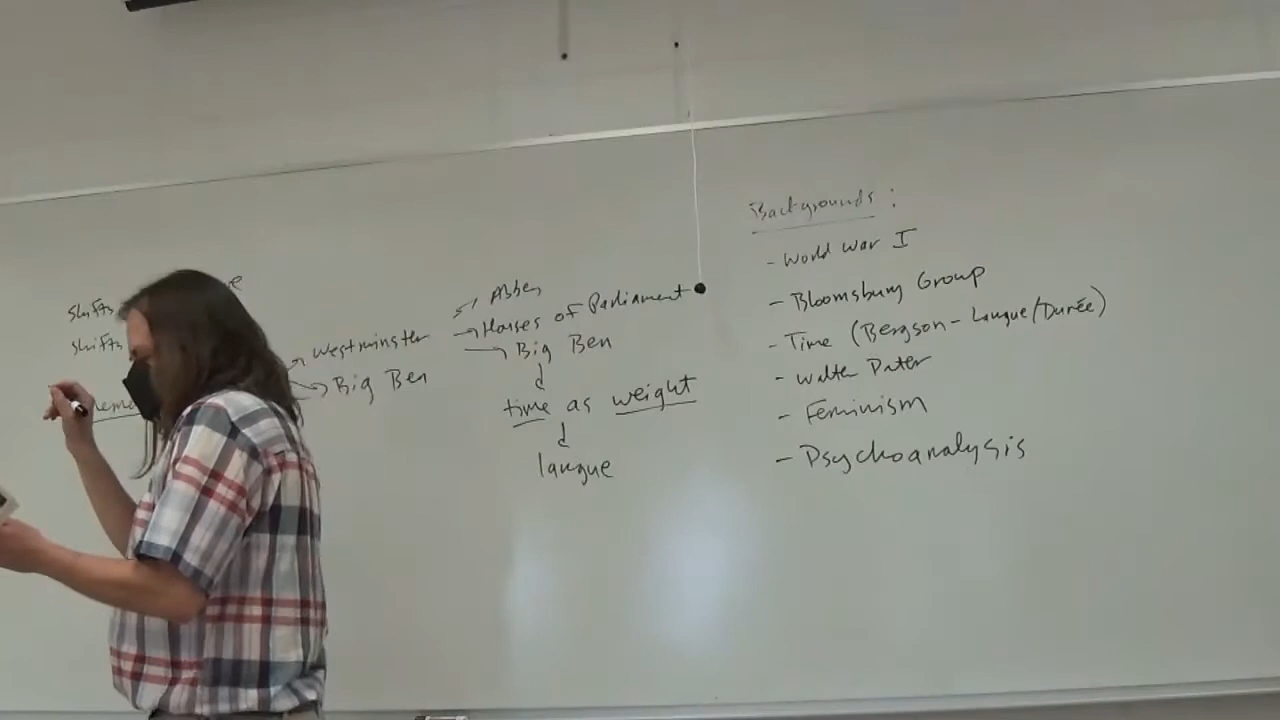 shifts
shifts
Westminster
Big Ben
Abbey
Houses of Parliament
Big Ben
time as weight
langue
Backgrounds:
- World War I
- Bloomsbury Group
- Time (Bergson - Langue/Durée)
- Walter Pater
- Feminism
- Psychoanalysis